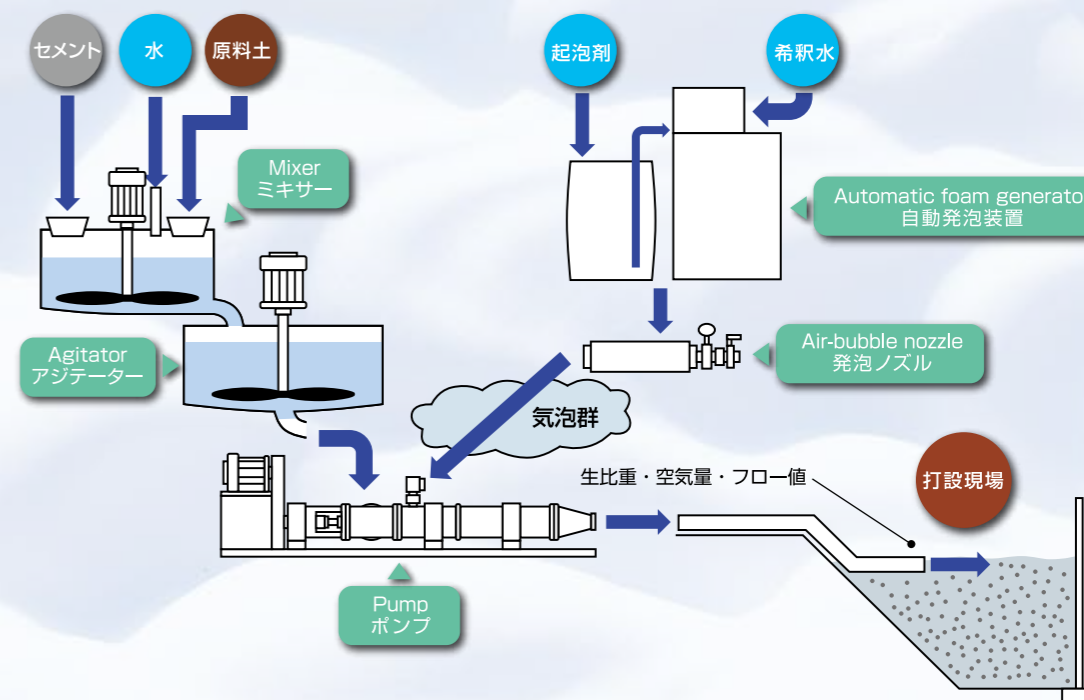 セメント
水
原料土
起泡剤
希釈水
Mixer
ミキサー
Automatic foam generato
自動発泡装置
Agitator
アジテーター
Air-bubble nozzle
発泡ノズル
気泡群
生比重・空気量・フロー値
打設現場
Pump
ポンプ